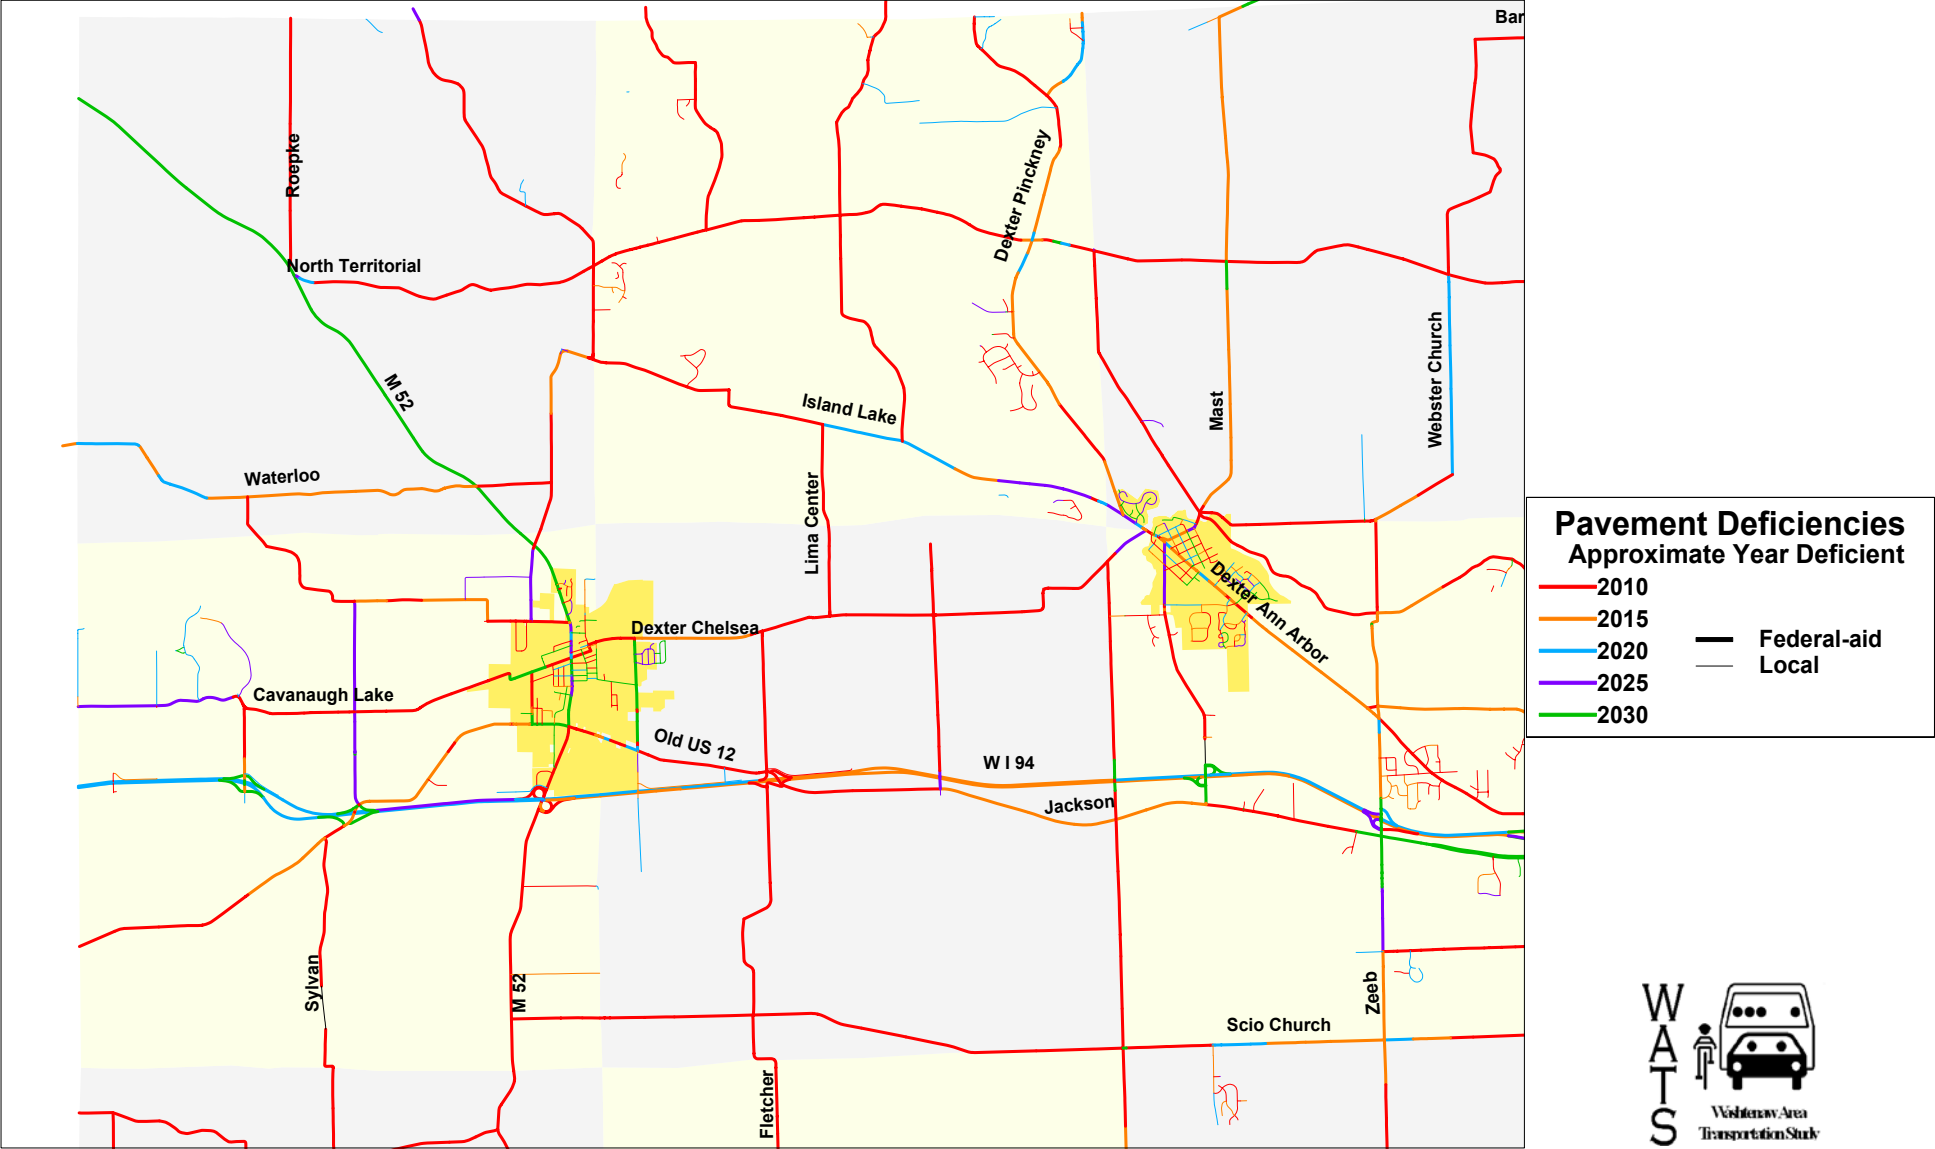 Bar
Roepke
Dexter Pinckney
North Territorial
M 52
Island Lake
Mast
Webster Church
Waterloo
Lima Center
Dexter Ann Arbor
Dexter Chelsea
Cavanaugh Lake
Old US 12
W I 94
Jackson
Sylvan
M 52
Zeeb
Scio Church
Fletcher
Pavement Deficiencies
Approximate Year Deficient
2010
2015
2020
2025
2030
Federal-aid
Local
WATS
Washtenaw Area
Transportation Study